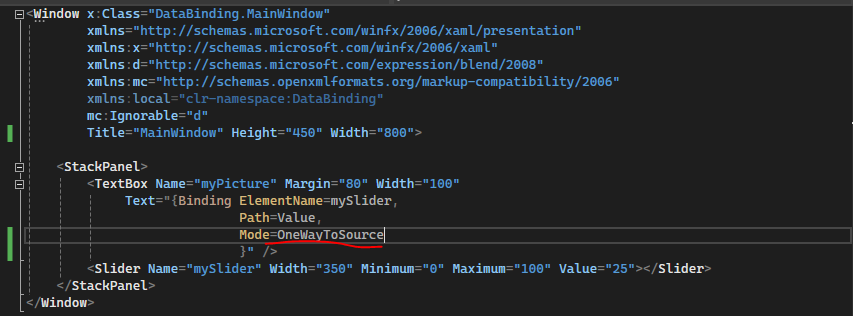 <Window x:Class="DataBinding.MainWindow"
xmlns="http://schemas.microsoft.com/winfx/2006/xaml/presentation"
xmlns:x="http://schemas.microsoft.com/winfx/2006/xaml"
xmlns:d="http://schemas.microsoft.com/expression/blend/2008"
xmlns:mc="http://schemas.openxmlformats.org/markup-compatibility/2006"
xmlns:local="clr-namespace:DataBinding"
mc:Ignorable="d"
Title="MainWindow" Height="450" Width="800">
<StackPanel>
<TextBox Name="myPicture" Margin="80" Width="100"
Text="{Binding ElementName=mySlider,
Path=Value,
Mode=OneWayToSource
}" />
<Slider Name="mySlider" Width="350" Minimum="0" Maximum="100" Value="25"></Slider>
</StackPanel>
</Window>